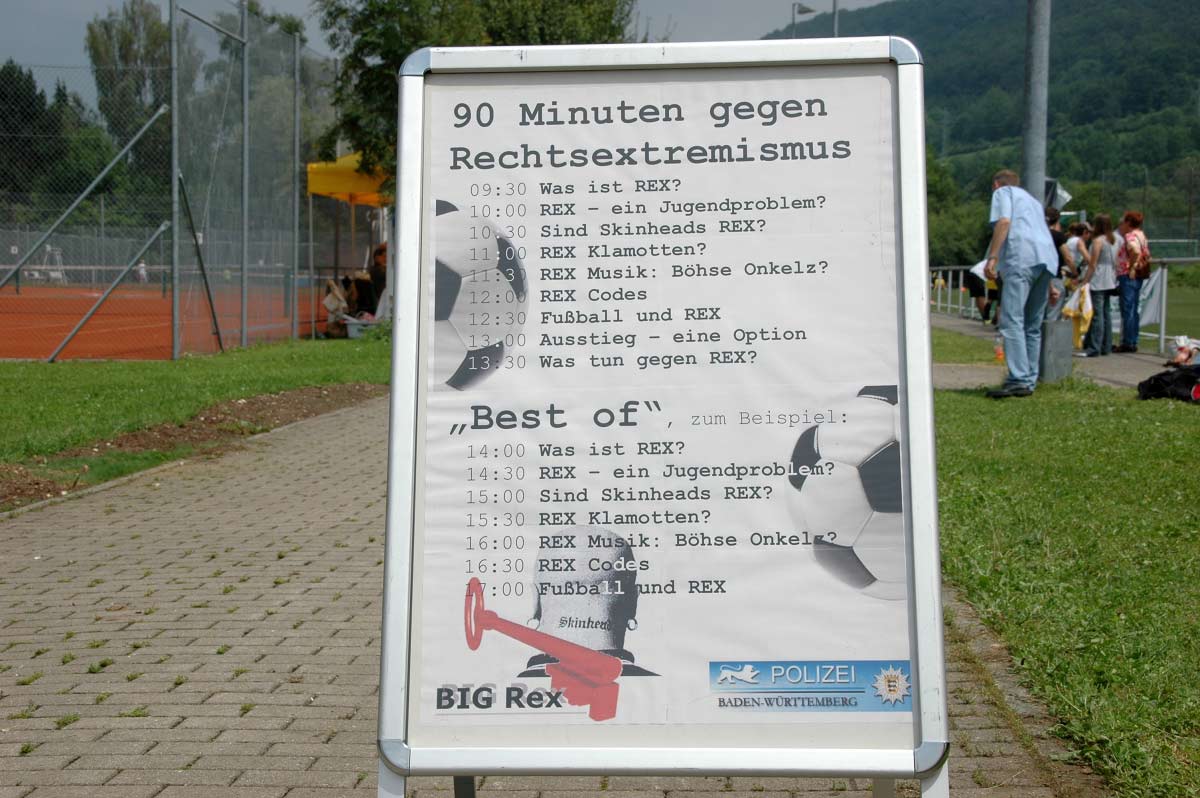 90 Minuten gegen
Rechtsextremismus
09:30 Was ist REX?
10:00 REX – ein Jugendproblem?
10:30 Sind Skinheads REX?
11:00 REX Klamotten?
11:30 REX Musik: Böhse Onkelz?
12:00 REX Codes
12:30 Fußball und REX
13:00 Ausstieg – eine Option
13:30 Was tun gegen REX?
„Best of“, zum Beispiel:
14:00 Was ist REX?
14:30 REX – ein Jugendproblem?
15:00 Sind Skinheads REX?
15:30 REX Klamotten?
16:00 REX Musik: Böhse Onkelz?
16:30 REX Codes
17:00 Fußball und REX
Skinhead
BIG Rex
POLIZEI
BADEN-WÜRTTEMBERG